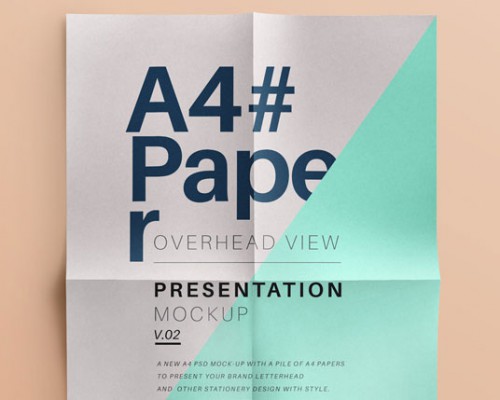 A4#
Pape
r
OVERHEAD VIEW
PRESENTATION
MOCKUP
V.02
A NEW A4 PSD MOCK-UP WITH A PILE OF A4 PAPERS
TO PRESENT YOUR BRAND LETTERHEAD
AND OTHER STATIONERY DESIGN WITH STYLE.